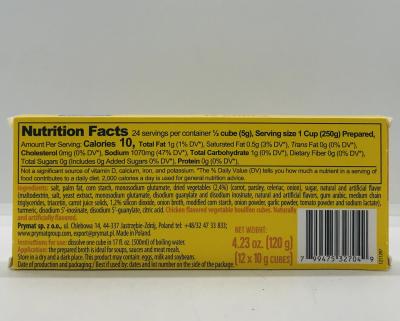 Nutrition Facts 24 servings per container ½ cube (5g), Serving size 1 Cup (250g) Prepared,
Amount Per Serving: Calories 10, Total Fat 1g (1% DV*), Saturated Fat 0.5g (3% DV*), Trans Fat 0g (0% DV*),
Cholesterol 0mg (0% DV*), Sodium 1070mg (47% DV*), Total Carbohydrate 1g (0% DV*), Dietary Fiber 0g (0% DV*),
Total Sugars 0g (Includes 0g Added Sugars 0% DV*), Protein 0g (0% DV*).
Not a significant source of vitamin D, calcium, iron, and potassium. *The % Daily Value (DV) tells you how much a nutrient in a serving of
food contributes to a daily diet. 2,000 calories a day is used for general nutrition advice.
Ingredients: salt, palm fat, corn starch, monosodium glutamate, dried vegetables (2,4%) (carrot, parsley, celeriac, onion), sugar, natural and artificial flavor
(maltodextrin, salt, yeast extract, sugar, monosodium glutamate, disodium guanylate and disodium inosinate, natural and artificial flavors, gum arabic, medium chain
triglycerides, triacetin, carrot juice solids, 1,2% silicon dioxide, onion broth, modified corn starch, onion powder, garlic powder, tomato powder and sodium lactate),
turmeric, disodium 5'-inosinate, disodium 5'-guanylate, citric acid. Chicken flavored vegetable bouillon cubes. Naturally
and artificially flavored.
Prymat sp. z o.o., ul. Chlebowa 14, 44-337 Jastrzębie-Zdrój, Poland tel: +48/32 47 33 833;
www.prymatgroup.com, export@prymat.pl. Made in Poland.
Instructions for use: dissolve one cube in 17 fl. oz. (500ml) of boiling water.
Application: the prepared broth is ideal for soups, sauces and meat meals.
Store in a dry and dark place. This product may contain: eggs, milk and soybeans.
Date of production and packaging: / Best if used by: dates and lot number on the side of the package.
NET WEIGHT:
4.23 oz. (120 g)
(12 x 10 g CUBES)
7 99475 32704 9